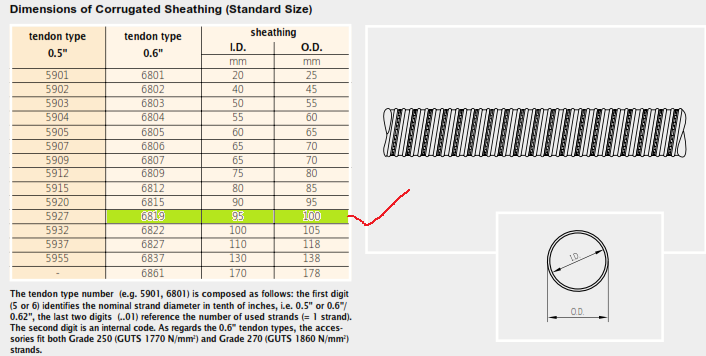 Dimensions of Corrugated Sheathing (Standard Size)
tendon type tendon type sheathing
0.5" 0.6" I.D. O.D.
mm mm
5901 6801 20 25
5902 6802 40 45
5903 6803 50 55
5904 6804 55 60
5905 6805 60 65
5907 6806 65 70
5909 6807 65 70
5912 6809 75 80
5915 6812 80 85
5920 6815 90 95
5927 6819 95 100
5932 6822 100 105
5937 6827 110 118
5955 6837 130 138
- 6861 170 178
The tendon type number (e.g. 5901, 6801) is composed as follows: the first digit
(5 or 6) identifies the nominal strand diameter in tenth of inches, i.e. 0.5" or 0.6"/
0.62", the last two digits (..01) reference the number of used strands (= 1 strand).
The second digit is an internal code. As regards the 0.6" tendon types, the acces-
sories fit both Grade 250 (GUTS 1770 N/mm²) and Grade 270 (GUTS 1860 N/mm²)
strands.
I.D.
O.D.